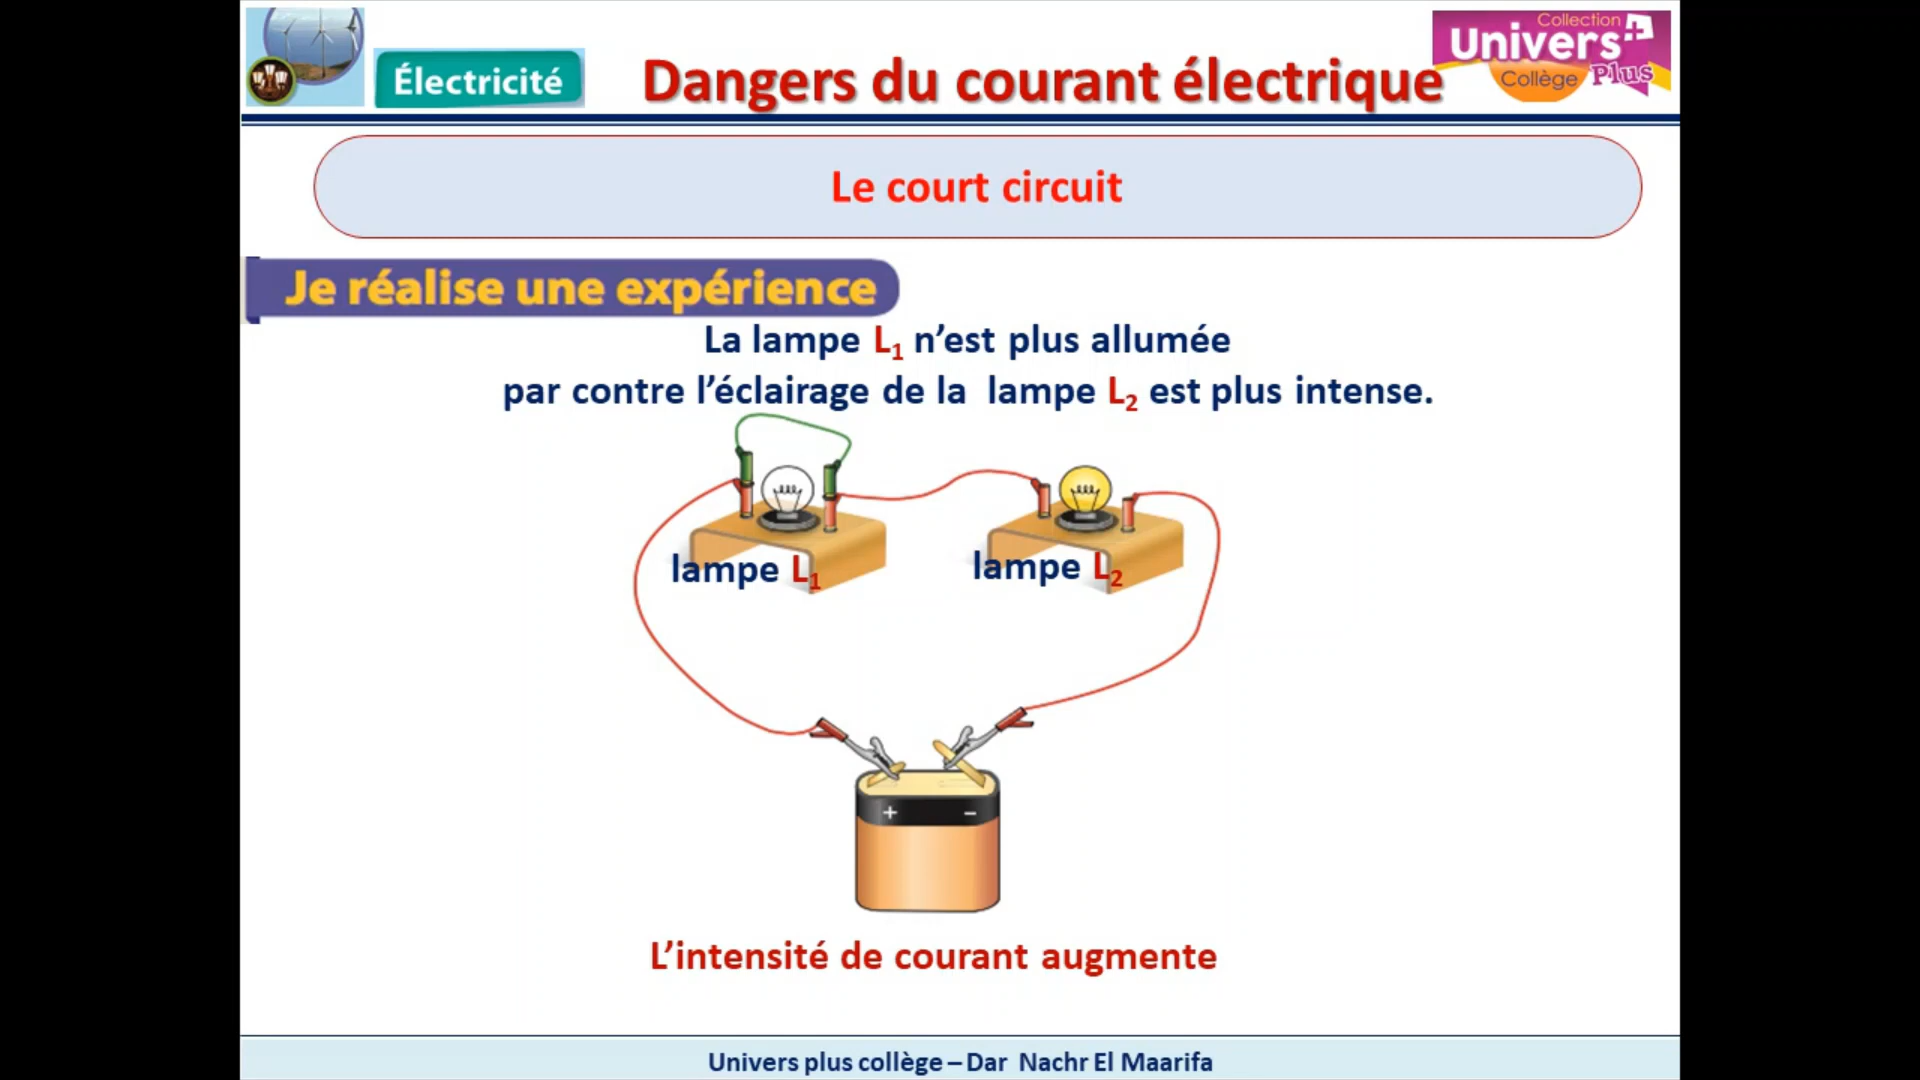 Électricité
Dangers du courant électrique
Collection
Univers +
Collège Plus
Le court circuit
Je réalise une expérience
La lampe L₁ n’est plus allumée
par contre l’éclairage de la lampe L₂ est plus intense.
lampe L₁
lampe L₂
+ −
L’intensité de courant augmente
Univers plus collège – Dar Nachr El Maarifa